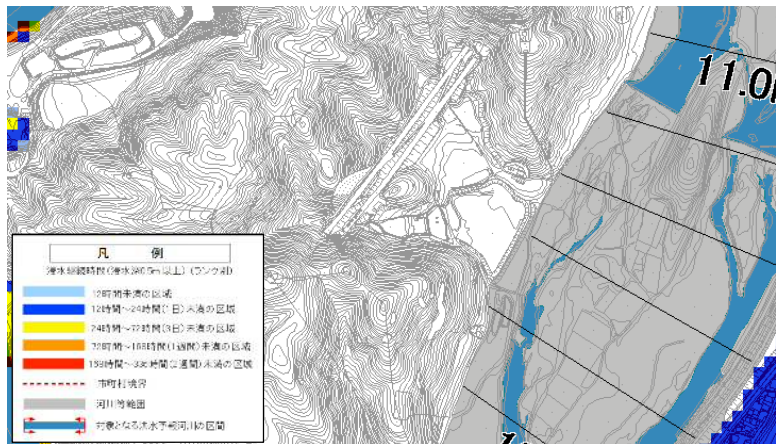 11.0
凡 例
浸水継続時間(浸水深0.5m以上)(ランク別)
12時間未満の区域
12時間~24時間(1日)未満の区域
24時間~72時間(3日)未満の区域
72時間~168時間(1週間)未満の区域
168時間~336時間(2週間)未満の区域
市町村境界
河川等範囲
対象となる洪水予報河川の区間